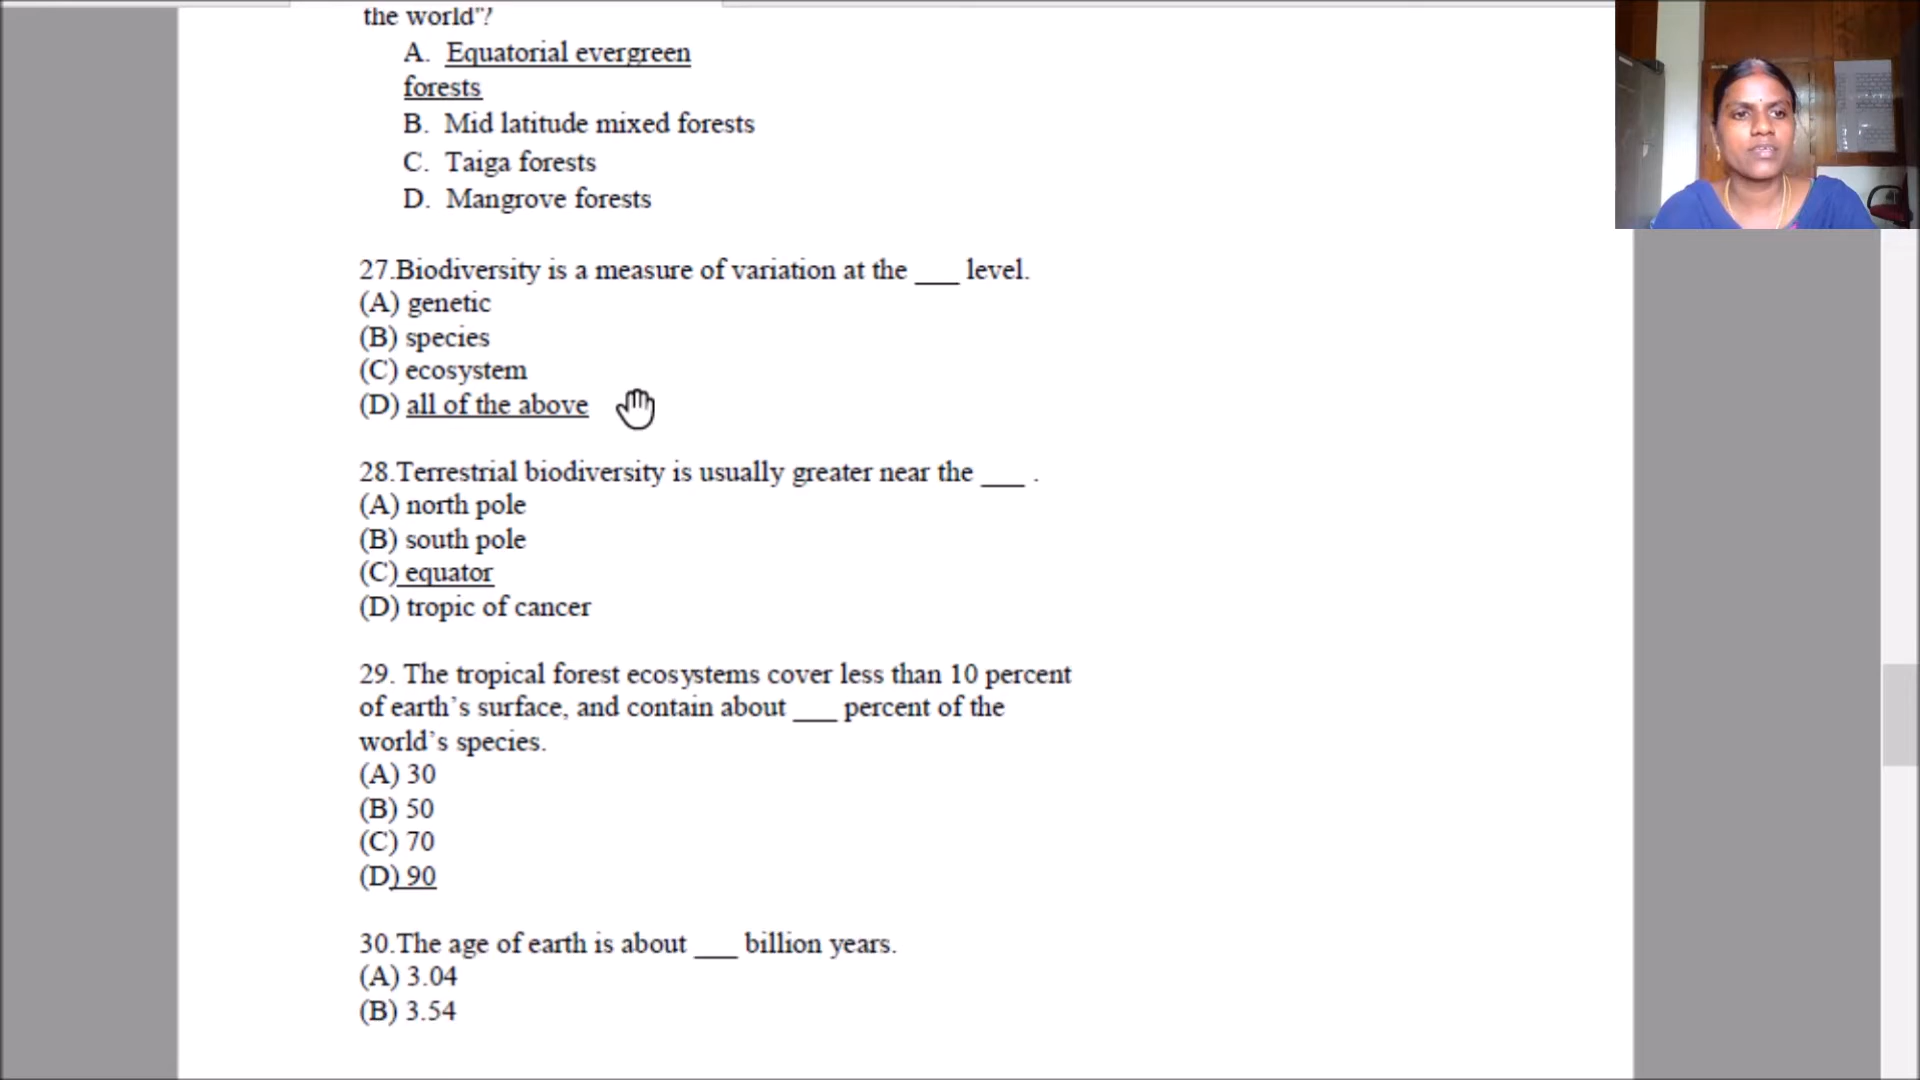 the world"?
A. Equatorial evergreen
forests
B. Mid latitude mixed forests
C. Taiga forests
D. Mangrove forests
27.Biodiversity is a measure of variation at the ___ level.
(A) genetic
(B) species
(C) ecosystem
(D) all of the above
28.Terrestrial biodiversity is usually greater near the ___ .
(A) north pole
(B) south pole
(C) equator
(D) tropic of cancer
29. The tropical forest ecosystems cover less than 10 percent
of earth’s surface, and contain about ___ percent of the
world’s species.
(A) 30
(B) 50
(C) 70
(D) 90
30.The age of earth is about ___ billion years.
(A) 3.04
(B) 3.54